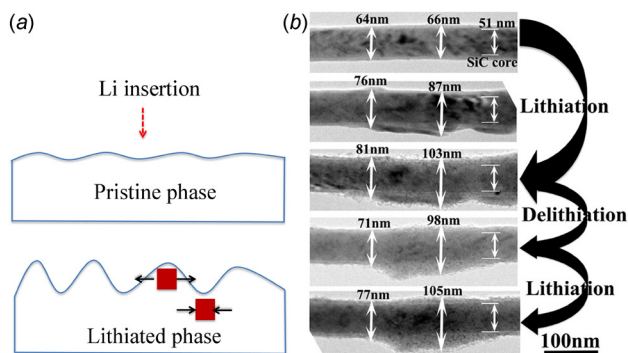 (a)
Li insertion
Pristine phase
Lithiated phase
(b)
64nm 66nm 51 nm
SiC core
76nm 87nm
Lithiation
81nm 103nm
Delithiation
71nm 98nm
Lithiation
77nm 105nm
100nm